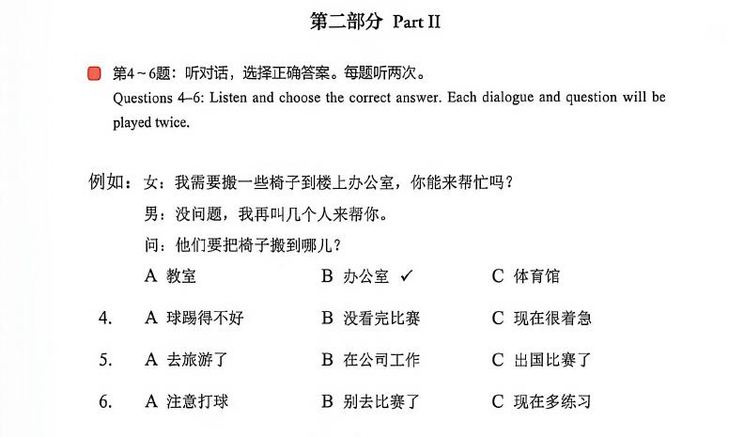 第二部分 Part II
第4～6题：听对话，选择正确答案。每题听两次。
Questions 4–6: Listen and choose the correct answer. Each dialogue and question will be
played twice.
例如：女：我需要搬一些椅子到楼上办公室，你能来帮忙吗？
男：没问题，我再叫几个人来帮你。
问：他们要把椅子搬到哪儿？
A 教室 B 办公室 ✓ C 体育馆
4. A 球踢得不好 B 没看完比赛 C 现在很着急
5. A 去旅游了 B 在公司工作 C 出国比赛了
6. A 注意打球 B 别去比赛了 C 现在多练习